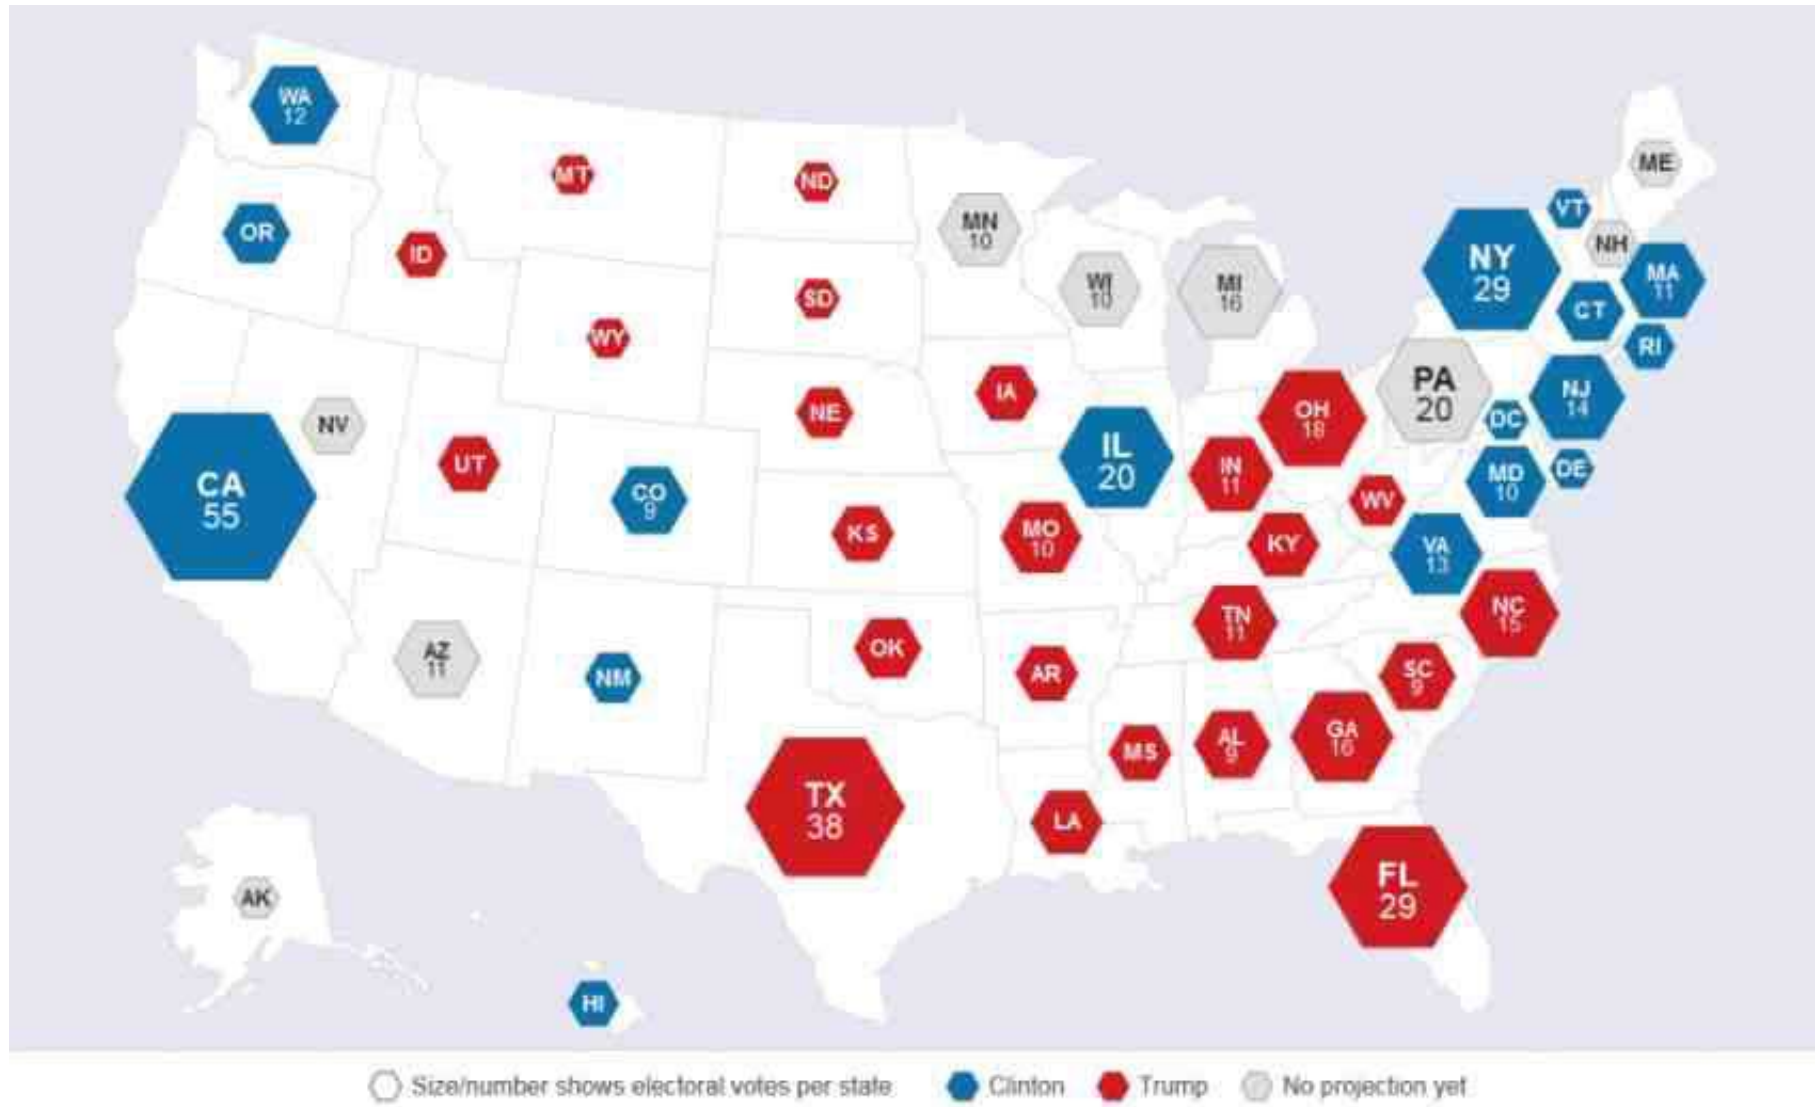 WA
12
MT
ND
ME
VT
OR
MN
10
NH
ID
NY
29
MA
11
WI
10
MI
16
SD
CT
WY
RI
IA
PA
20
NJ
14
NE
OH
18
DC
NV
IL
20
UT
IN
11
MD
10
DE
CA
55
CO
9
WV
KS
MO
10
KY
VA
13
NC
15
TN
11
OK
AZ
11
NM
AR
SC
9
GA
16
AL
9
MS
TX
38
LA
FL
29
AK
HI
Size/number shows electoral votes per state
Clinton
Trump
No projection yet